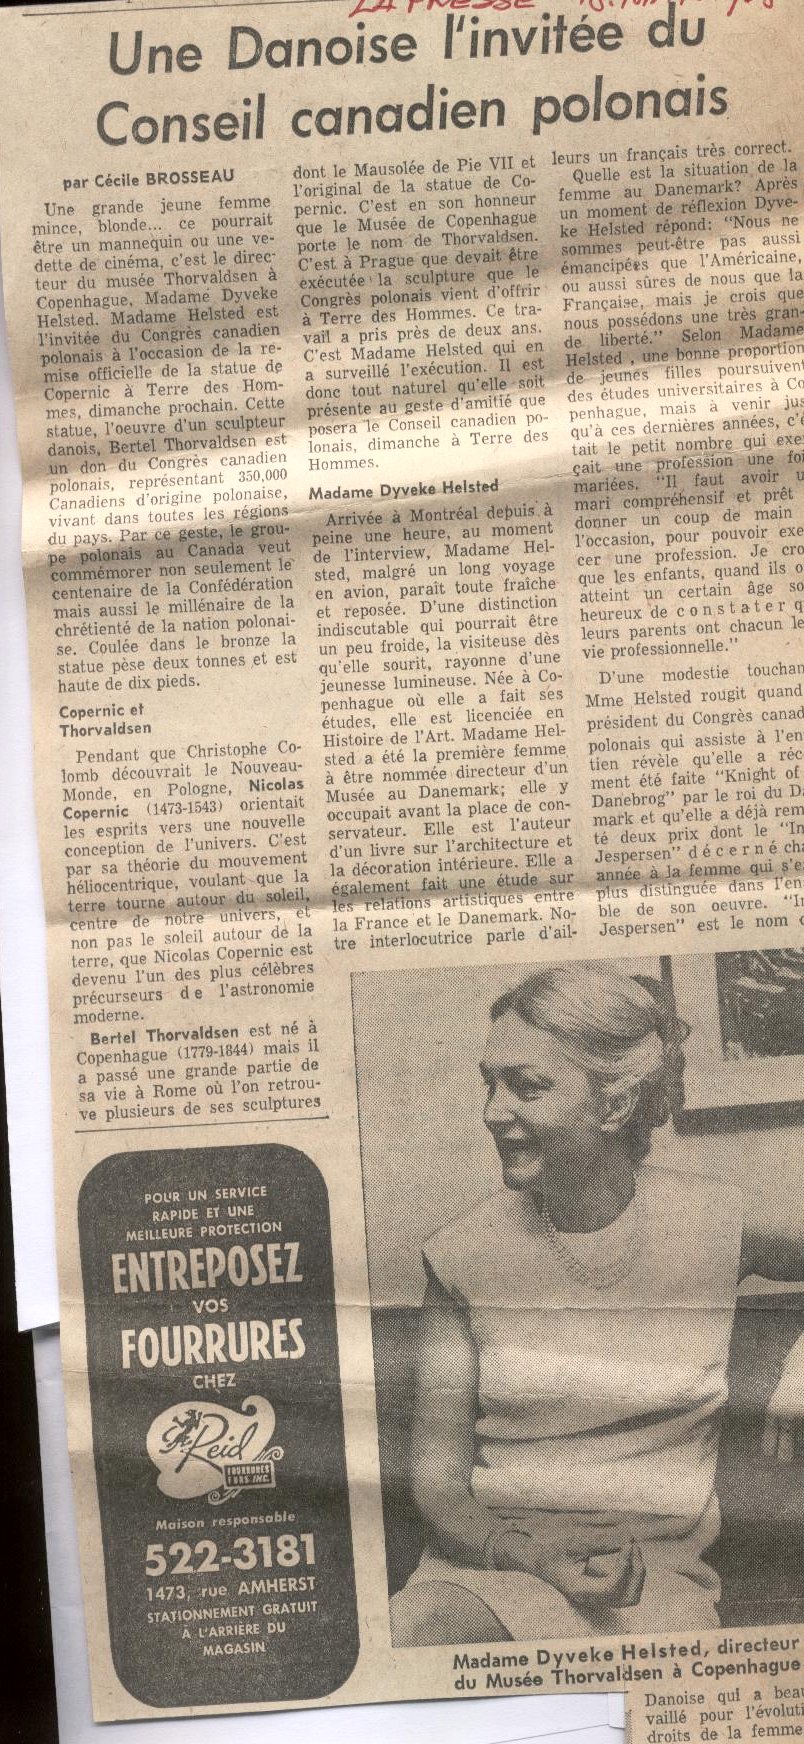 LA PRESSE
Une Danoise l'invitée du
Conseil canadien polonais
par Cécile BROSSEAU
Une grande jeune femme
mince, blonde... ce pourrait
être un mannequin ou une ve-
dette de cinéma, c'est le direc-
teur du musée Thorvaldsen à
Copenhague, Madame Dyveke
Helsted. Madame Helsted est
l'invitée du Congrès canadien
polonais à l'occasion de la re-
mise officielle de la statue de
Copernic à Terre des Hom-
mes, dimanche prochain. Cette
statue, l'oeuvre d'un sculpteur
danois, Bertel Thorvaldsen est
un don du Congrès canadien
polonais, représentant 350,000
Canadiens d'origine polonaise,
vivant dans toutes les régions
du pays. Par ce geste, le grou-
pe polonais au Canada veut
commémorer non seulement le
centenaire de la Confédération
mais aussi le millénaire de la
chrétienté de la nation polonai-
se. Coulée dans le bronze la
statue pèse deux tonnes et est
haute de dix pieds.
Copernic et
Thorvaldsen
Pendant que Christophe Co-
lomb découvrait le Nouveau-
Monde, en Pologne, Nicolas
Copernic (1473-1543) orientait
les esprits vers une nouvelle
conception de l'univers. C'est
par sa théorie du mouvement
héliocentrique, voulant que la
terre tourne autour du soleil,
centre de notre univers, et
non pas le soleil autour de la
terre, que Nicolas Copernic est
devenu l'un des plus célèbres
précurseurs de l'astronomie
moderne.
Bertel Thorvaldsen est né à
Copenhague (1779-1844) mais il
a passé une grande partie de
sa vie à Rome où l'on retrou-
ve plusieurs de ses sculptures
dont le Mausolée de Pie VII et
l'original de la statue de Co-
pernic. C'est en son honneur
que le Musée de Copenhague
porte le nom de Thorvaldsen.
C'est à Prague que devait être
exécutée la sculpture que le
Congrès polonais vient d'offrir
à Terre des Hommes. Ce tra-
vail a pris près de deux ans.
C'est Madame Helsted qui en
a surveillé l'exécution. Il est
donc tout naturel qu'elle soit
présente au geste d'amitié que
posera le Conseil canadien po-
lonais, dimanche à Terre des
Hommes.
Madame Dyveke Helsted
Arrivée à Montréal depuis à
peine une heure, au moment
de l'interview, Madame Hel-
sted, malgré un long voyage
en avion, paraît toute fraîche
et reposée. D'une distinction
indiscutable qui pourrait être
un peu froide, la visiteuse dès
qu'elle sourit, rayonne d'une
jeunesse lumineuse. Née à Co-
penhague où elle a fait ses
études, elle est licenciée en
Histoire de l'Art. Madame Hel-
sted a été la première femme
à être nommée directeur d'un
Musée au Danemark; elle y
occupait avant la place de con-
servateur. Elle est l'auteur
d'un livre sur l'architecture et
la décoration intérieure. Elle a
également fait une étude sur
les relations artistiques entre
la France et le Danemark. No-
tre interlocutrice parle d'ail-
leurs un français très correct.
Quelle est la situation de la
femme au Danemark? Après
un moment de réflexion Dyve-
ke Helsted répond: "Nous ne
sommes peut-être pas aussi
émancipées que l'Américaine,
ou aussi sûres de nous que la
Française, mais je crois que
nous possédons une très gran-
de liberté." Selon Madame
Helsted , une bonne proportion
de jeunes filles poursuivent
des études universitaires à Co
penhague, mais à venir jus
qu'à ces dernières années, c'é
tait le petit nombre qui exe
çait une profession une foi
mariées. "Il faut avoir u
mari compréhensif et prêt
donner un coup de main
l'occasion, pour pouvoir exe
cer une profession. Je cro
que les enfants, quand ils o
atteint un certain âge so
heureux de constater q
leurs parents ont chacun le
vie professionnelle."
D'une modestie touchan
Mme Helsted rougit quand
président du Congrès canad
polonais qui assiste à l'en
tien révèle qu'elle a réc
ment été faite "Knight of
Danebrog" par le roi du D
mark et qu'elle a déjà rem
té deux prix dont le "In
Jespersen" décerné cha
année à la femme qui s'e
plus distinguée dans l'en
ble de son oeuvre. "In
Jespersen" est le nom
POUR UN SERVICE
RAPIDE ET UNE
MEILLEURE PROTECTION
ENTREPOSEZ
VOS
FOURRURES
CHEZ
Reid
FOURRURES
FURS INC.
Maison responsable
522-3181
1473, rue AMHERST
STATIONNEMENT GRATUIT
À L'ARRIÈRE DU
MAGASIN
Madame Dyveke Helsted, directeur
du Musée Thorvaldsen à Copenhague
Danoise qui a beau
vaillé pour l'évoluti
droits de la femme